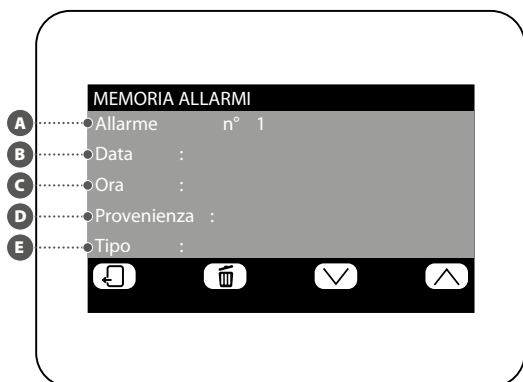 MEMORIA ALLARMI
A Allarme n° 1
B Data :
C Ora :
D Provenienza :
E Tipo :